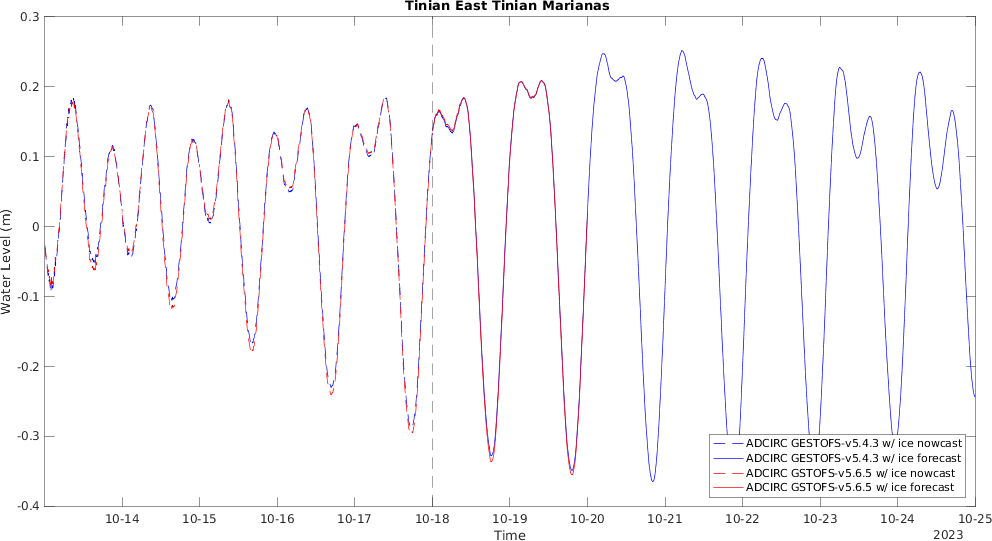 Tinian East Tinian Marianas
0.3
0.2
0.1
0
-0.1
-0.2
-0.3
-0.4
Water Level (m)
ADCIRC GESTOFS-v5.4.3 w/ ice nowcast
ADCIRC GESTOFS-v5.4.3 w/ ice forecast
ADCIRC GSTOFS-v5.6.5 w/ ice nowcast
ADCIRC GSTOFS-v5.6.5 w/ ice forecast
10-14 10-15 10-16 10-17 10-18 10-19 10-20 10-21 10-22 10-23 10-24 10-25
Time
2023